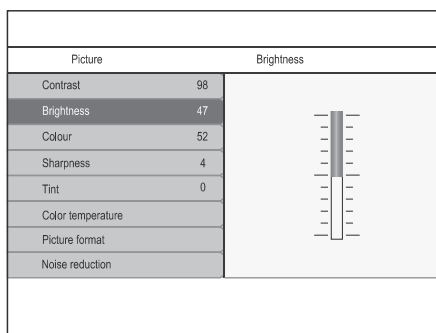 Picture Brightness
Contrast 98
Brightness 47
Colour 52
Sharpness 4
Tint 0
Color temperature
Picture format
Noise reduction